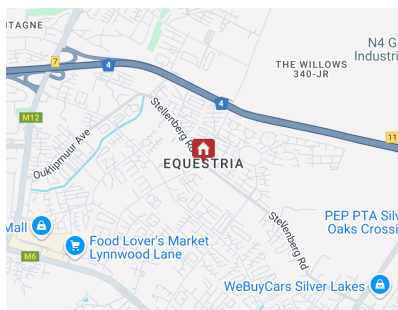 NTAGNE
N4 G
Industri
7
4
THE WILLOWS
340-JR
4
M12
Stellenberg Rd
11
Ouklipmuur Ave
EQUESTRIA
Stellenberg Rd
PEP PTA Silv
Oaks Crossi
Mall
Food Lover's Market
Lynnwood Lane
M6
WeBuyCars Silver Lakes